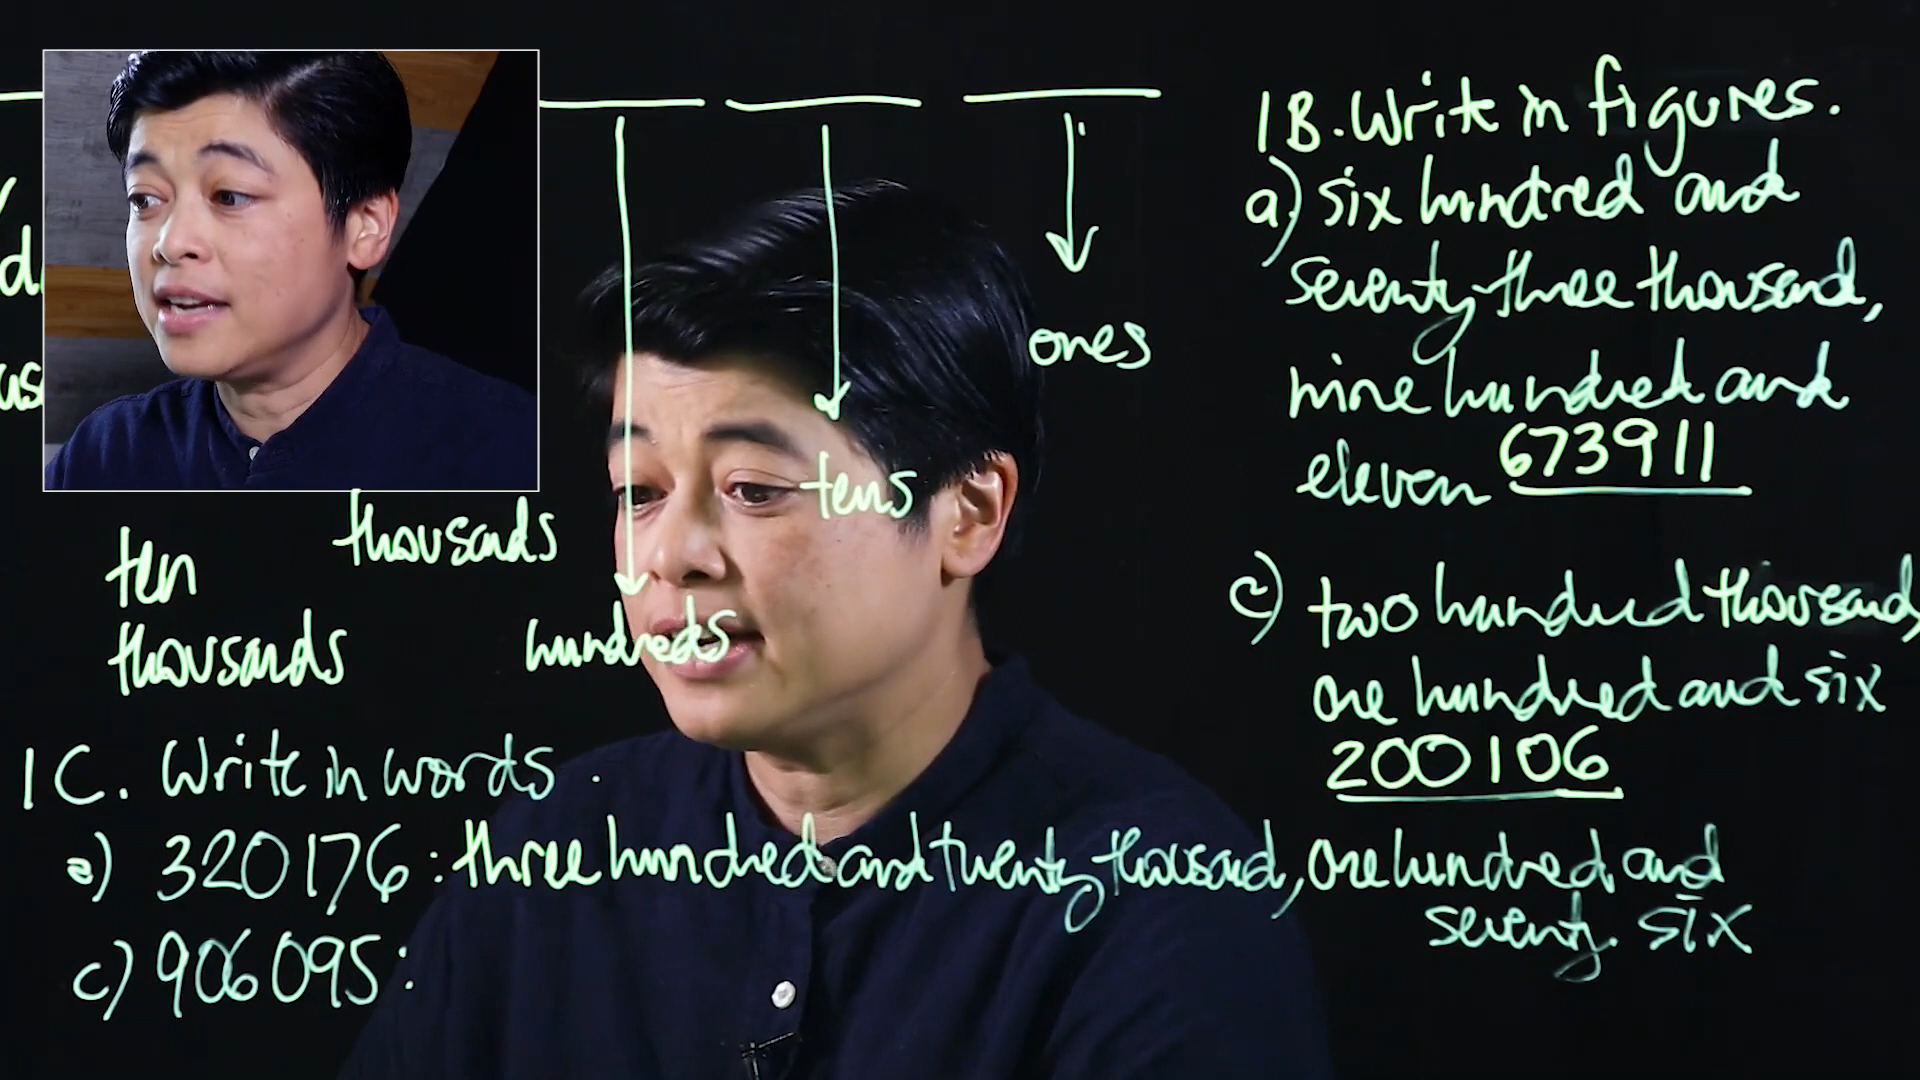 ones
tens
thousands
ten
thousands
hundreds
1B. Write in figures.
a) six hundred and
seventy-three thousand,
nine hundred and
eleven 673911
c) two hundred thousand,
one hundred and six
200106
1C. Write in words.
a) 320176: three hundred and twenty thousand, one hundred and
seventy six
c) 906095: